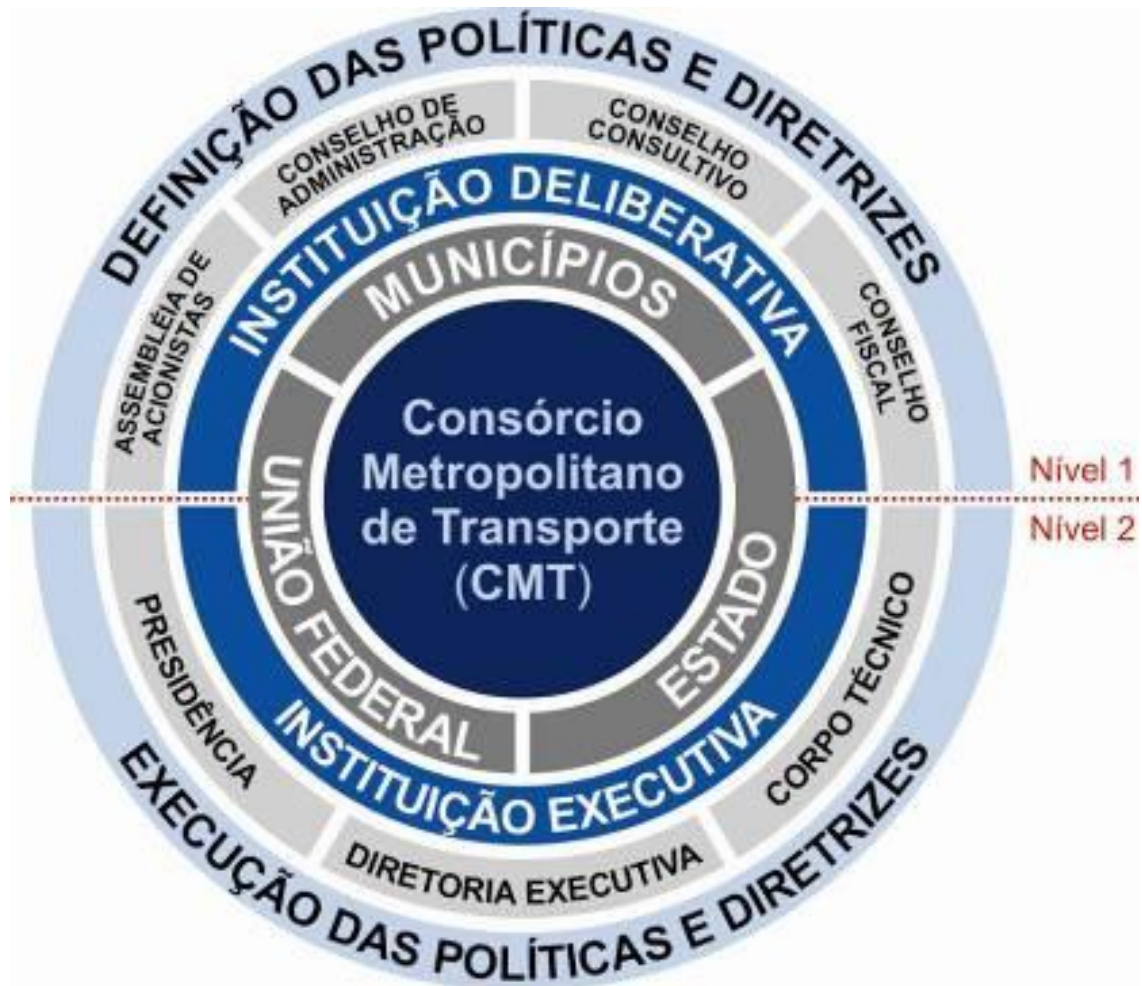 DEFINIÇÃO DAS POLÍTICAS E DIRETRIZES
ASSEMBLÉIA DE
ACIONISTAS
CONSELHO DE
ADMINISTRAÇÃO
CONSELHO
CONSULTIVO
CONSELHO
FISCAL
INSTITUIÇÃO DELIBERATIVA
MUNICÍPIOS
UNIÃO FEDERAL
ESTADO
Consórcio
Metropolitano
de Transporte
(CMT)
Nível 1
Nível 2
INSTITUIÇÃO EXECUTIVA
PRESIDÊNCIA
DIRETORIA EXECUTIVA
CORPO TÉCNICO
EXECUÇÃO DAS POLÍTICAS E DIRETRIZES